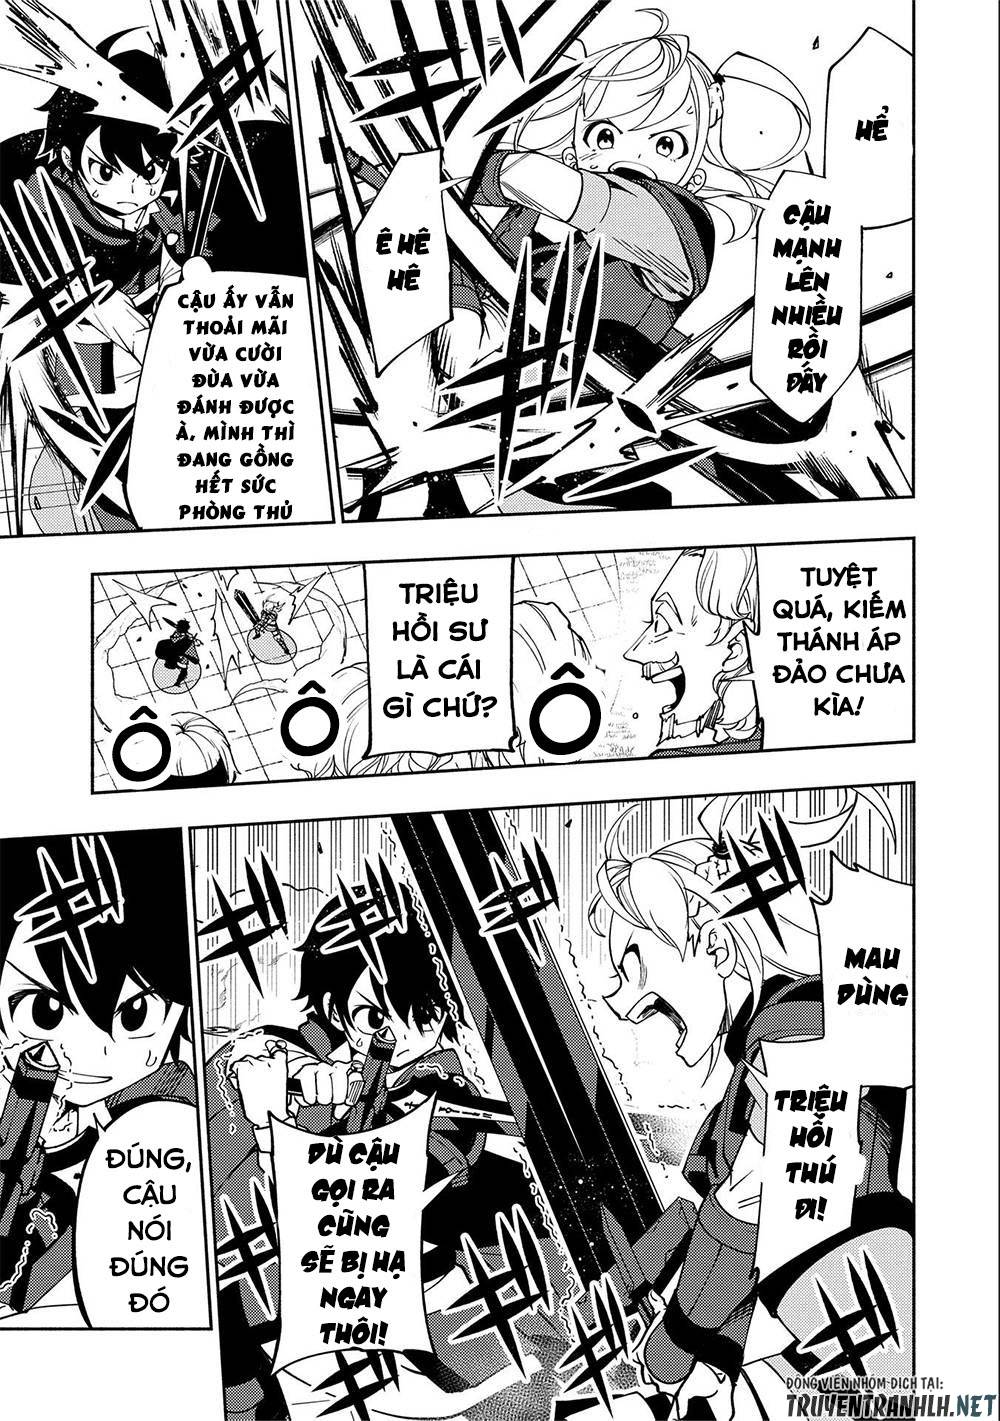 HỂ
CẬU
MẠNH
LÊN
NHIỀU
RỒI
ĐẤY
Ê HÊ
HÊ
CẬU ẤY VẪN
THOẢI MÃI
VỪA CƯỜI
ĐÙA VỪA
ĐÁNH ĐƯỢC
À, MÌNH THÌ
ĐANG GỒNG
HẾT SỨC
PHÒNG THỦ
TUYỆT
QUÁ, KIẾM
THÁNH ÁP
ĐẢO CHƯA
KÌA!
Ô
TRIỆU
HỒI SƯ
LÀ CÁI
GÌ CHỨ?
Ô
Ô
MAU
DÙNG
TRIỆU
HỒI
THÚ
ĐI!
DÙ CẬU
GỌI RA
CŨNG
SẼ BỊ HẠ
NGAY
THÔI!
ĐÚNG,
CẬU
NÓI
ĐÚNG
ĐÓ
ĐỘNG VIÊN NHÓM DỊCH TẠI:
TRUYENTRANHLH.NET